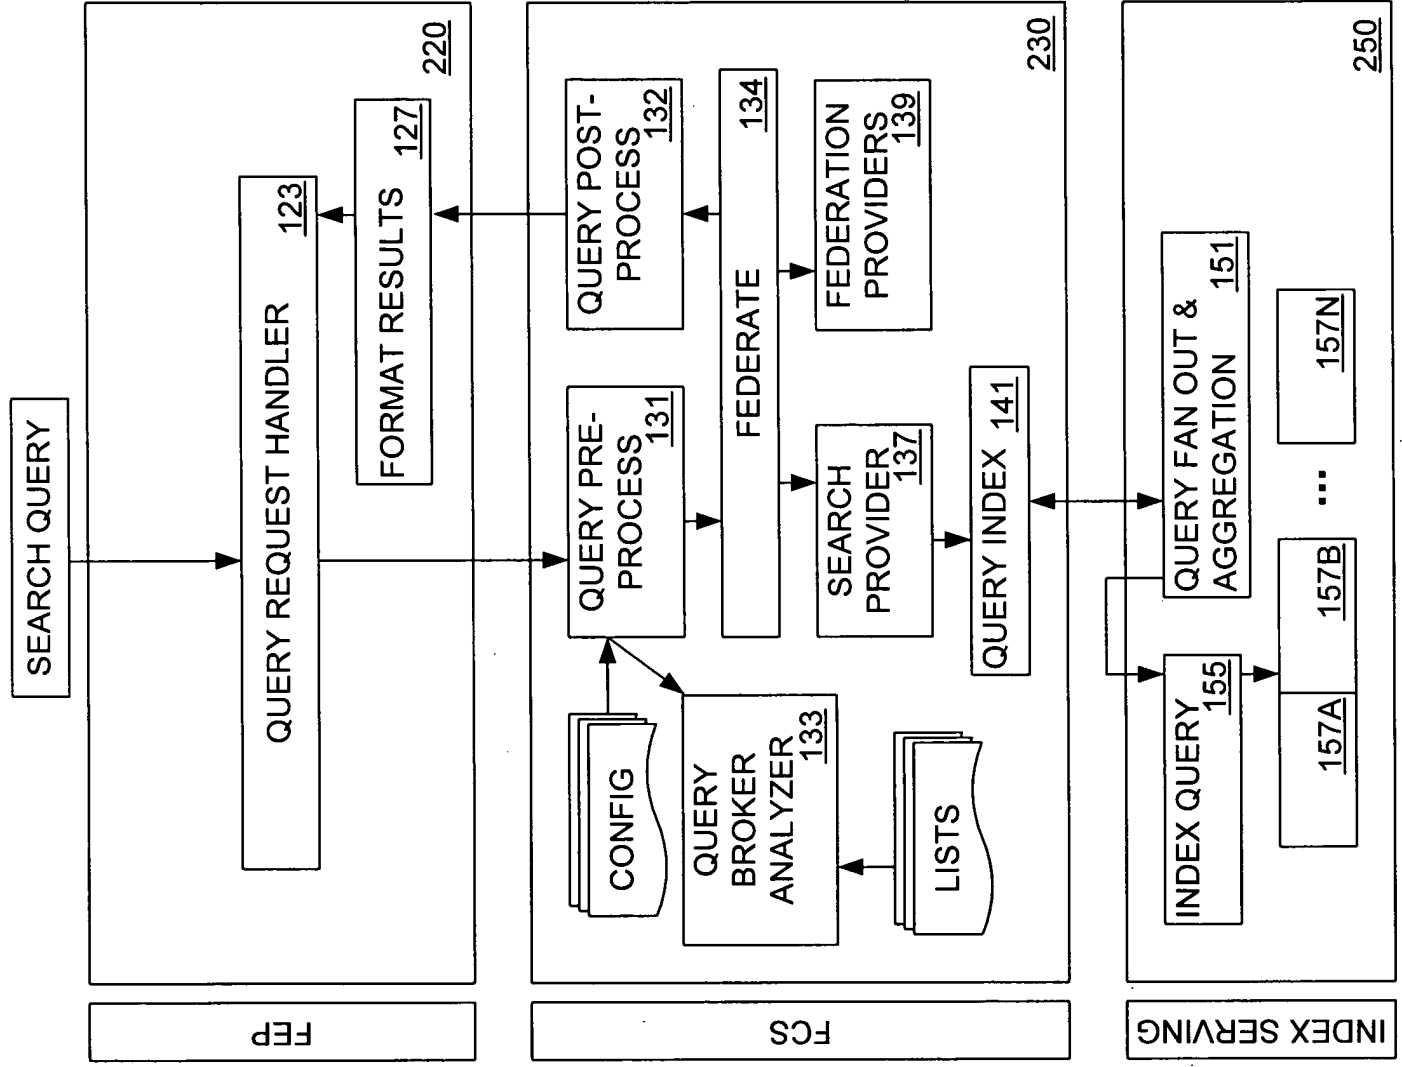 SEARCH QUERY
FEP
220
QUERY REQUEST HANDLER
123
FORMAT RESULTS
127
FCS
230
CONFIG
QUERY PRE-
PROCESS
131
QUERY POST-
PROCESS
132
QUERY
BROKER
ANALYZER
133
FEDERATE
134
LISTS
SEARCH
PROVIDER
137
FEDERATION
PROVIDERS
139
QUERY INDEX
141
INDEX SERVING
250
INDEX QUERY
155
QUERY FAN OUT &
AGGREGATION
151
157A
157B
...
157N